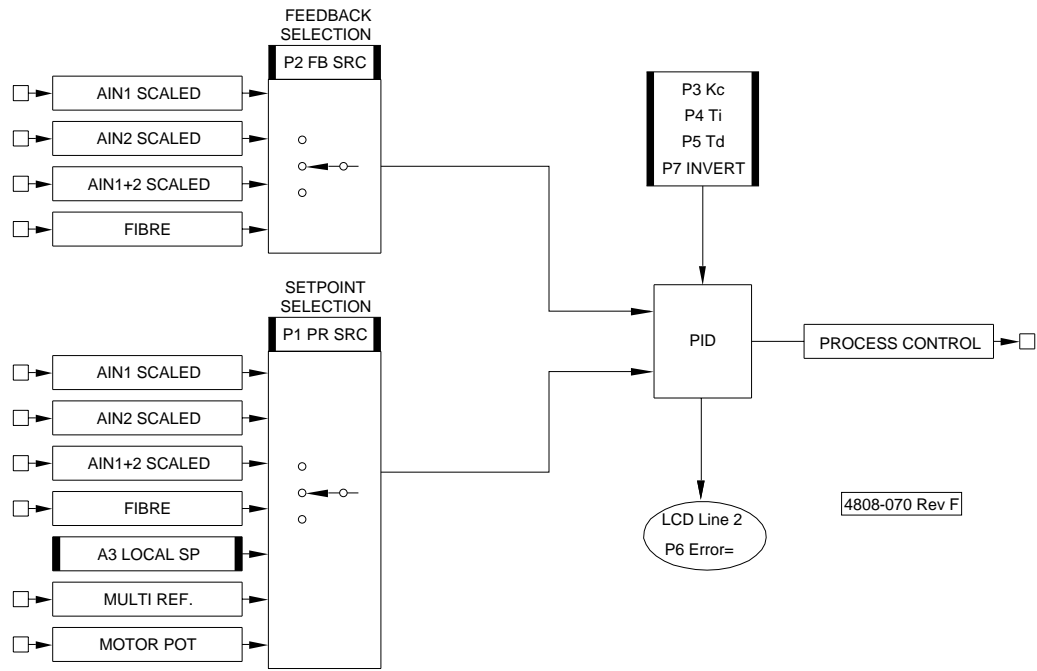 FEEDBACK
SELECTION
P2 FB SRC
AIN1 SCALED
AIN2 SCALED
AIN1+2 SCALED
FIBRE
SETPOINT
SELECTION
P1 PR SRC
AIN1 SCALED
AIN2 SCALED
AIN1+2 SCALED
FIBRE
A3 LOCAL SP
MULTI REF.
MOTOR POT
P3 Kc
P4 Ti
P5 Td
P7 INVERT
PID
PROCESS CONTROL
LCD Line 2
P6 Error=
4808-070 Rev F